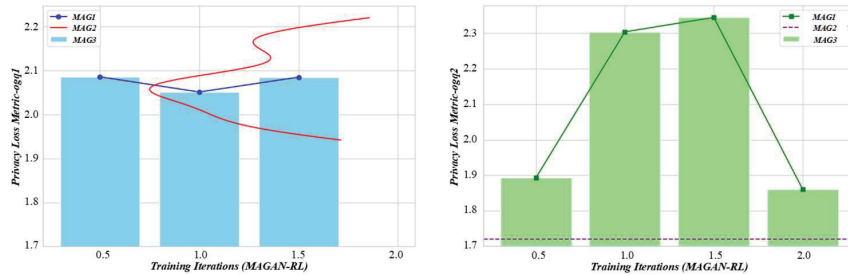 MAG1
MAG2
MAG3
Privacy Loss Metric-ogq1
2.2
2.1
2.0
1.9
1.8
1.7
0.5 1.0 1.5 2.0
Training Iterations (MAGAN-RL)
MAG1
MAG2
MAG3
Privacy Loss Metric-ogq2
2.3
2.2
2.1
2.0
1.9
1.8
1.7
0.5 1.0 1.5 2.0
Training Iterations (MAGAN-RL)